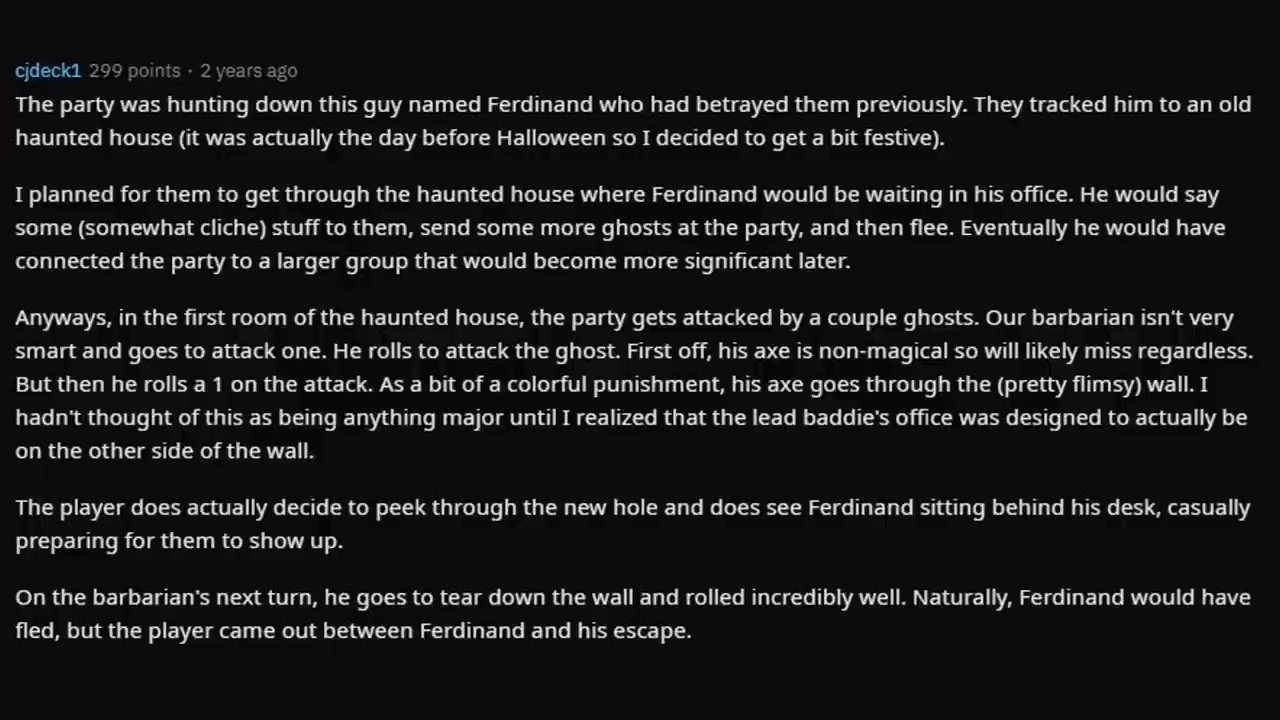 cjdeck1 299 points · 2 years ago
The party was hunting down this guy named Ferdinand who had betrayed them previously. They tracked him to an old
haunted house (it was actually the day before Halloween so I decided to get a bit festive).
I planned for them to get through the haunted house where Ferdinand would be waiting in his office. He would say
some (somewhat cliche) stuff to them, send some more ghosts at the party, and then flee. Eventually he would have
connected the party to a larger group that would become more significant later.
Anyways, in the first room of the haunted house, the party gets attacked by a couple ghosts. Our barbarian isn't very
smart and goes to attack one. He rolls to attack the ghost. First off, his axe is non-magical so will likely miss regardless.
But then he rolls a 1 on the attack. As a bit of a colorful punishment, his axe goes through the (pretty flimsy) wall. I
hadn't thought of this as being anything major until I realized that the lead baddie's office was designed to actually be
on the other side of the wall.
The player does actually decide to peek through the new hole and does see Ferdinand sitting behind his desk, casually
preparing for them to show up.
On the barbarian's next turn, he goes to tear down the wall and rolled incredibly well. Naturally, Ferdinand would have
fled, but the player came out between Ferdinand and his escape.